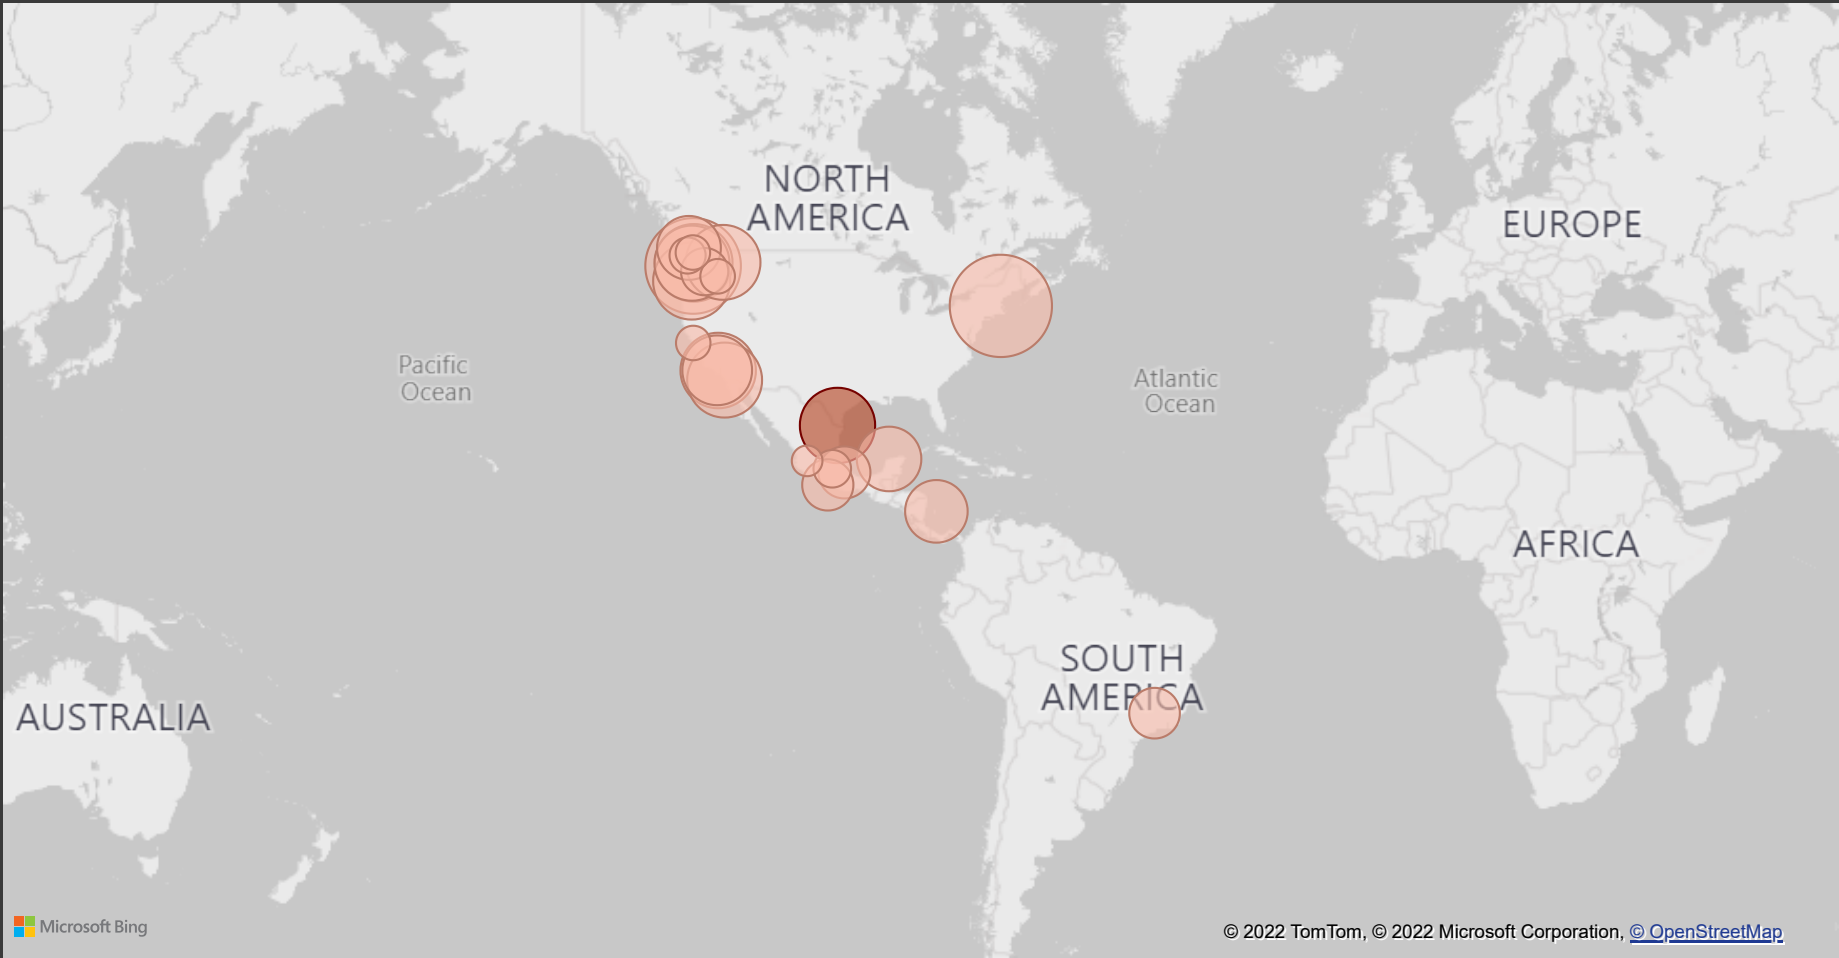 NORTH
AMERICA
EUROPE
Pacific
Ocean
Atlantic
Ocean
AFRICA
SOUTH
AMERICA
AUSTRALIA
Microsoft Bing
© 2022 TomTom, © 2022 Microsoft Corporation, © OpenStreetMap